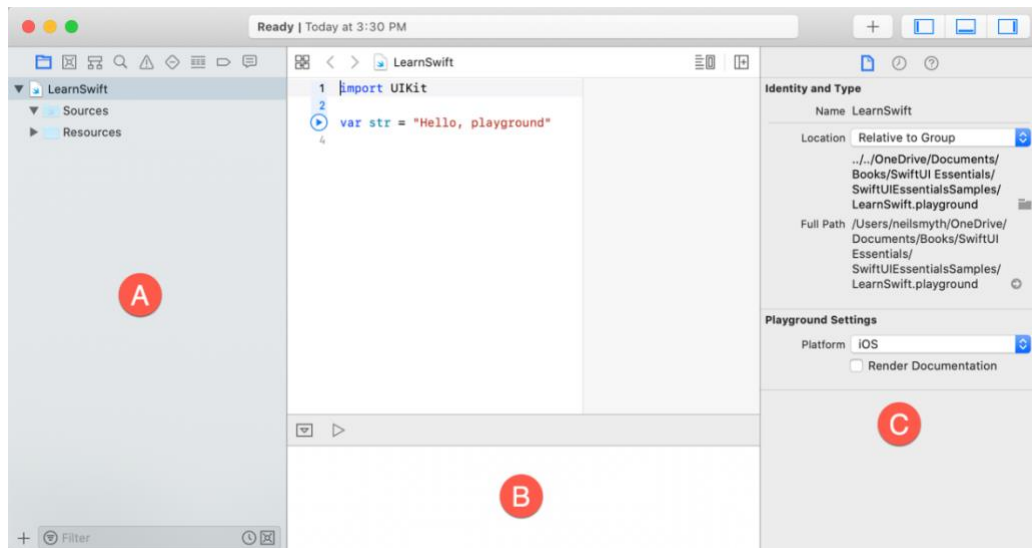 Ready | Today at 3:30 PM
LearnSwift
Sources
Resources
A
Filter
LearnSwift
1 import UIKit
2
var str = "Hello, playground"
4
B
Identity and Type
Name LearnSwift
Location Relative to Group
../../OneDrive/Documents/
Books/SwiftUI Essentials/
SwiftUIEssentialsSamples/
LearnSwift.playground
Full Path /Users/neilsmyth/OneDrive/
Documents/Books/SwiftUI
Essentials/
SwiftUIEssentialsSamples/
LearnSwift.playground
Playground Settings
Platform iOS
Render Documentation
C